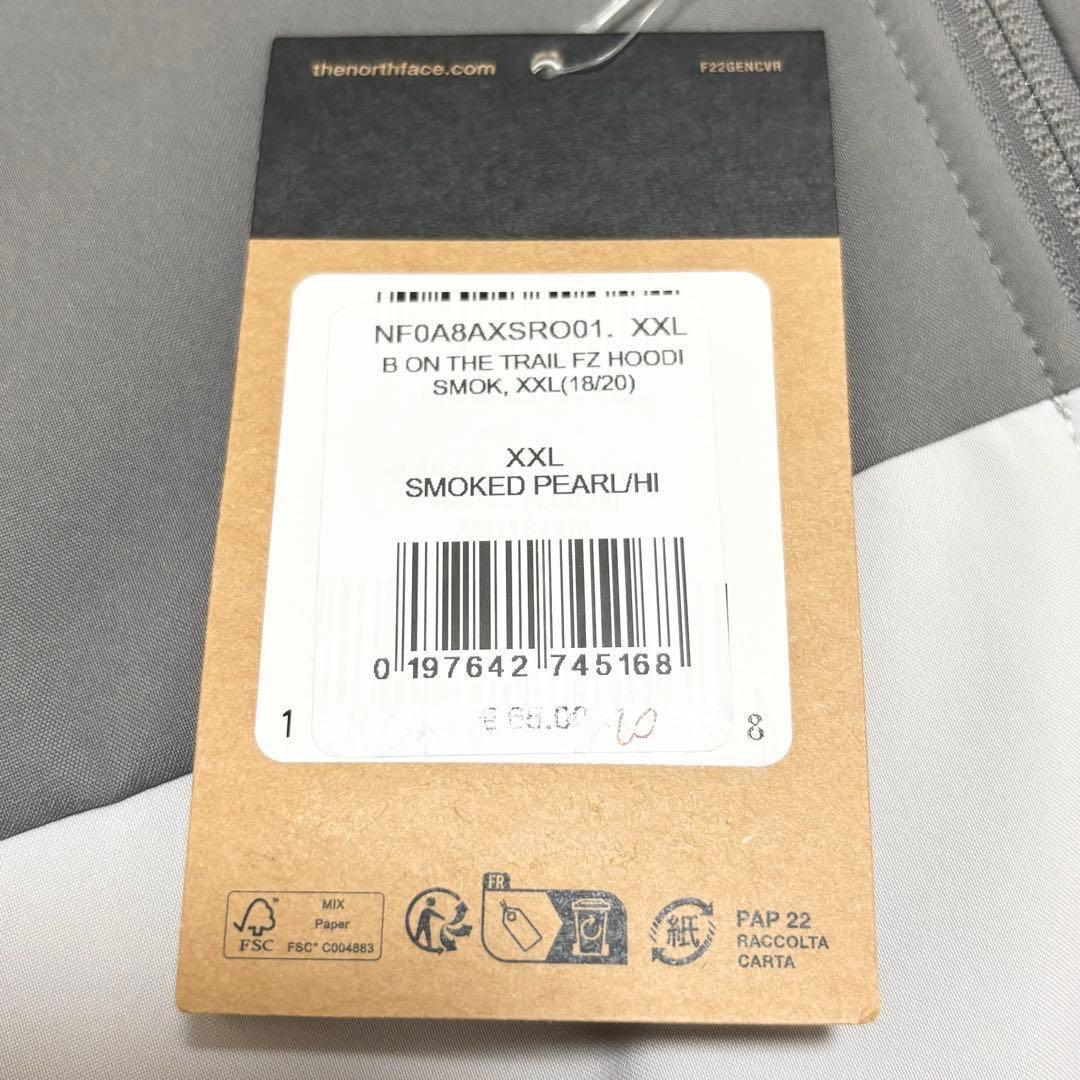 thenorthface.com
F22GENCVR
NF0A8AXSRO01. XXL
B ON THE TRAIL FZ HOODI
SMOK, XXL(18/20)
XXL
SMOKED PEARL/HI
0 197642 745168
1
8
FR
MIX
Paper
FSC
FSC® C004883
紙
PAP 22
RACCOLTA
CARTA